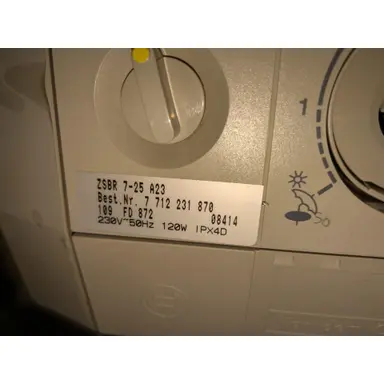 1
ZSBR 7-25 A23
Best.Nr. 7 712 231 870
109 FD 872 08414
230V~50Hz 120W IPX4D